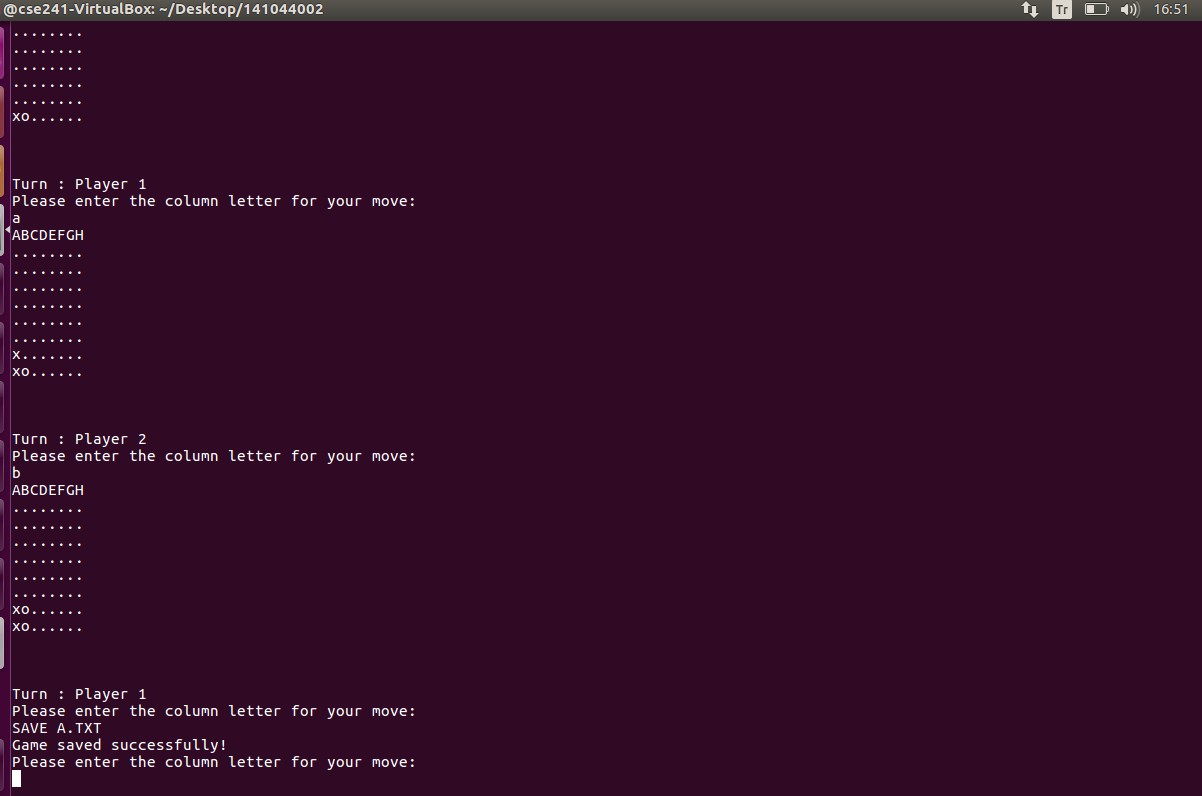 @cse241-VirtualBox: ~/Desktop/141044002
Tr
16:51
........
........
........
........
........
xo......
Turn : Player 1
Please enter the column letter for your move:
a
ABCDEFGH
........
........
........
........
........
........
x.......
xo......
Turn : Player 2
Please enter the column letter for your move:
b
ABCDEFGH
........
........
........
........
........
........
xo......
xo......
Turn : Player 1
Please enter the column letter for your move:
SAVE A.TXT
Game saved successfully!
Please enter the column letter for your move: